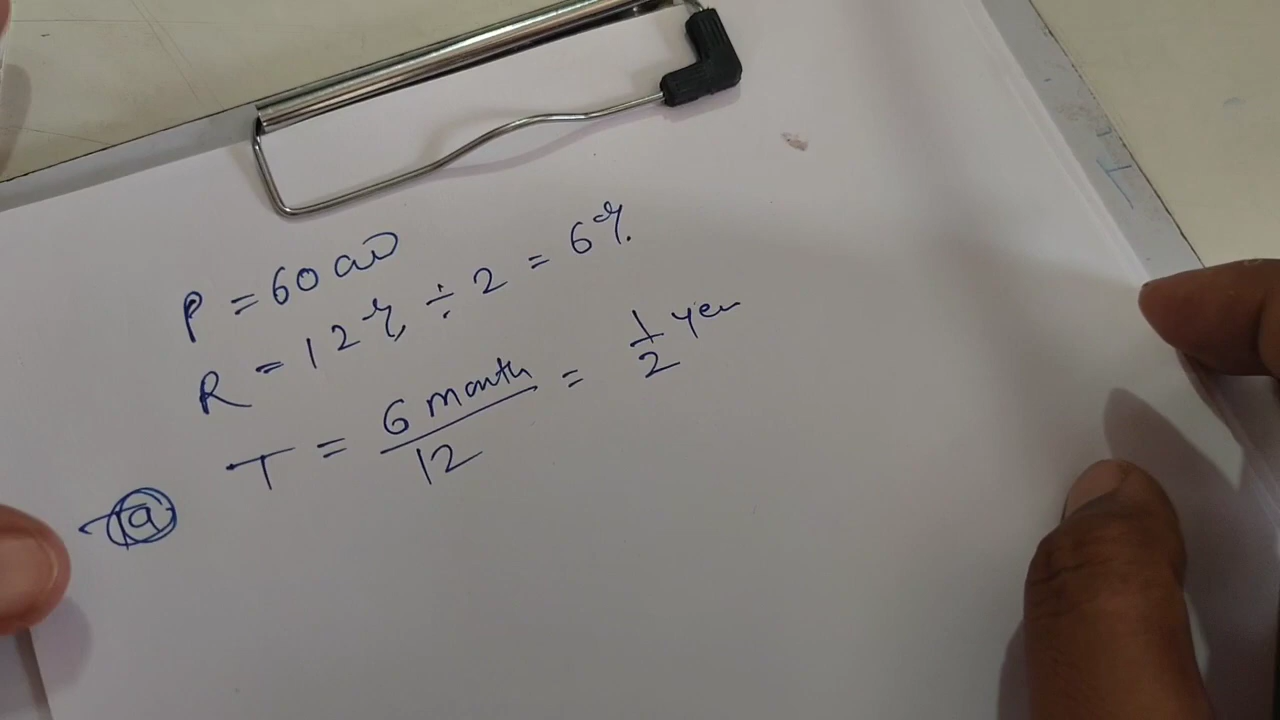 P = 6000
R = 12% ÷ 2 = 6%
T = 6 month / 12 = 1/2 year
a